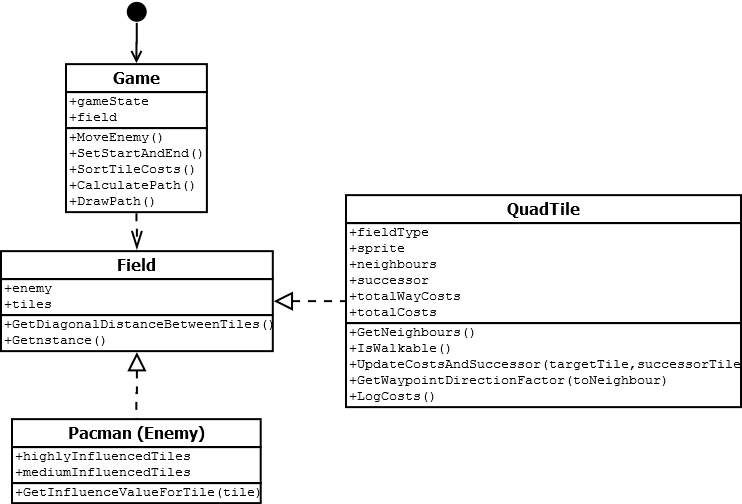 Game
+gameState
+field
+MoveEnemy()
+SetStartAndEnd()
+SortTileCosts()
+CalculatePath()
+DrawPath()
QuadTile
+fieldType
+sprite
+neighbours
+successor
+totalWayCosts
+totalCosts
+GetNeighbours()
+IsWalkable()
+UpdateCostsAndSuccessor(targetTile,successorTile
+GetWaypointDirectionFactor(toNeighbour)
+LogCosts()
Field
+enemy
+tiles
+GetDiagonalDistanceBetweenTiles()
+Getnstance()
Pacman (Enemy)
+highlyInfluencedTiles
+mediumInfluencedTiles
+GetInfluenceValueForTile(tile)